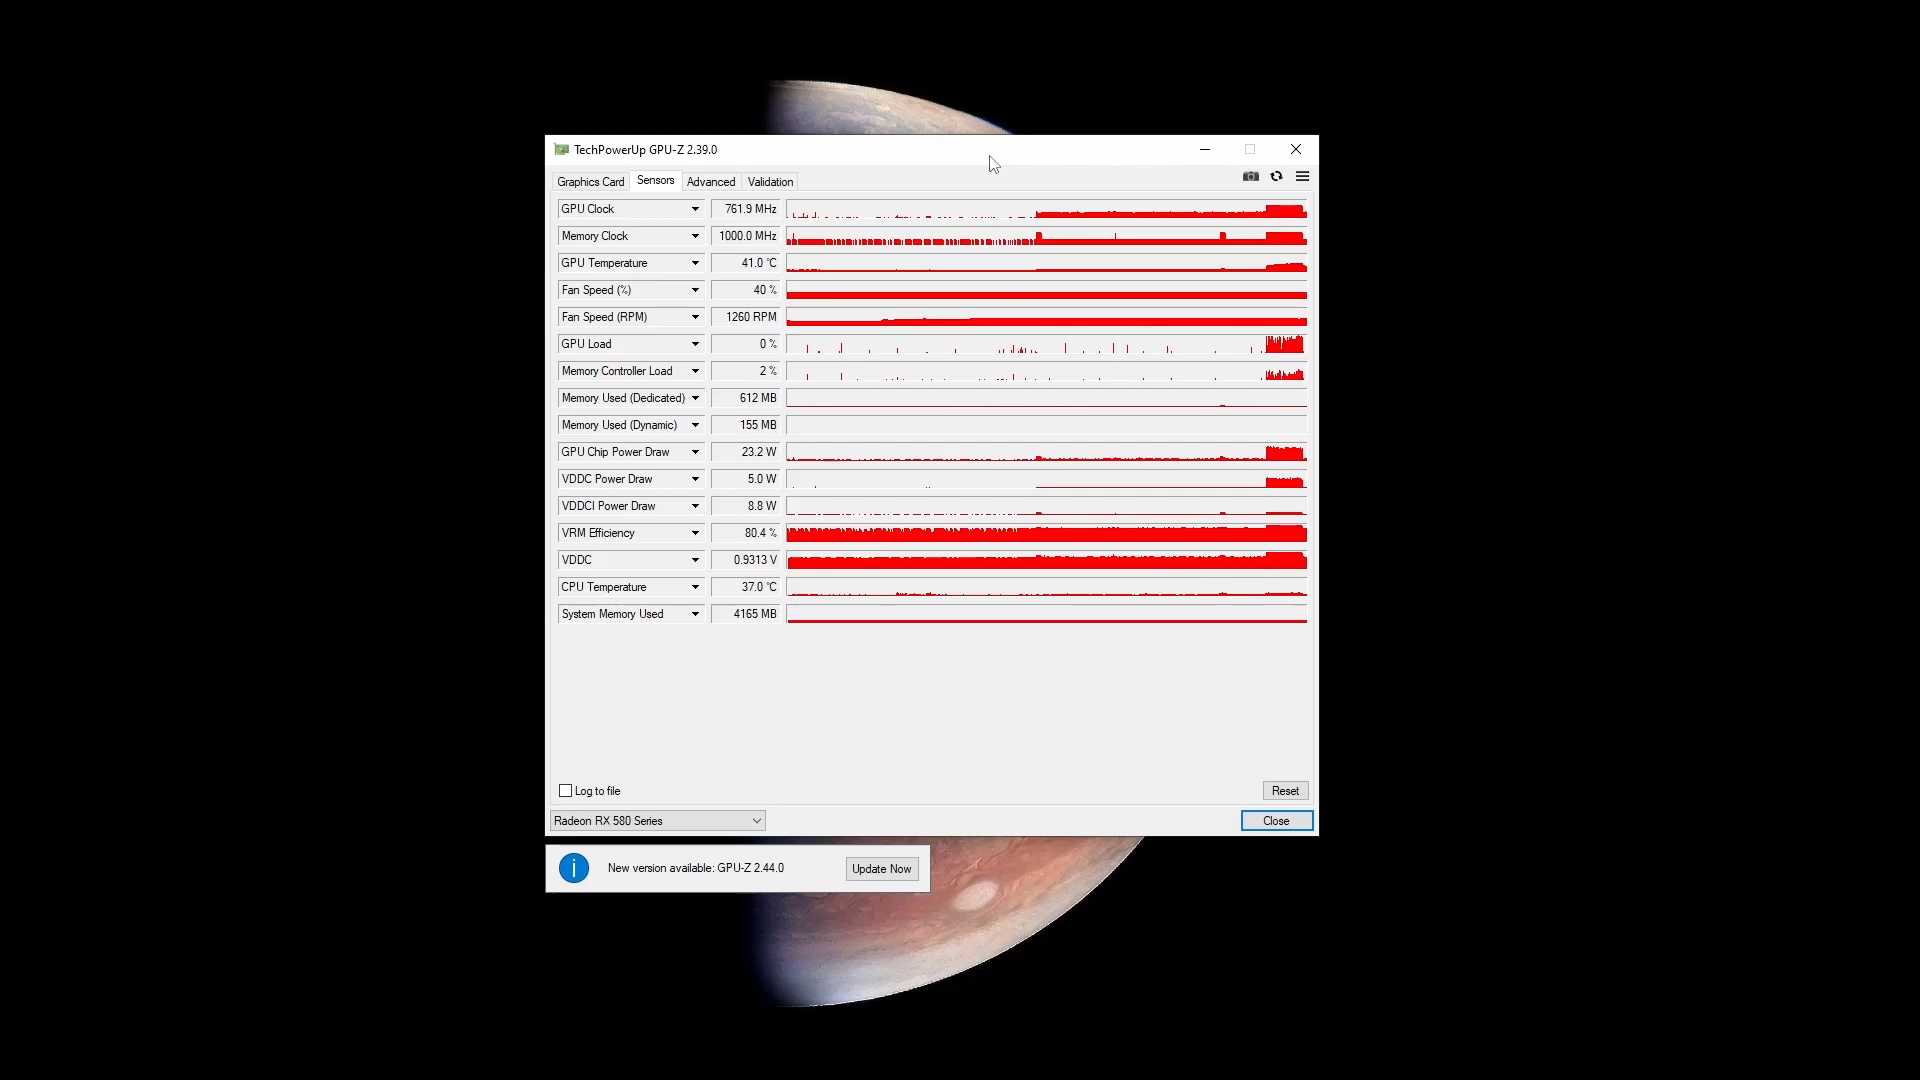 TechPowerUp GPU-Z 2.39.0
Graphics Card Sensors Advanced Validation
GPU Clock 761.9 MHz
Memory Clock 1000.0 MHz
GPU Temperature 41.0 °C
Fan Speed (%) 40 %
Fan Speed (RPM) 1260 RPM
GPU Load 0 %
Memory Controller Load 2 %
Memory Used (Dedicated) 612 MB
Memory Used (Dynamic) 155 MB
GPU Chip Power Draw 23.2 W
VDDC Power Draw 5.0 W
VDDCI Power Draw 8.8 W
VRM Efficiency 80.4 %
VDDC 0.9313 V
CPU Temperature 37.0 °C
System Memory Used 4165 MB
Log to file Reset
Radeon RX 580 Series Close
New version available: GPU-Z 2.44.0 Update Now